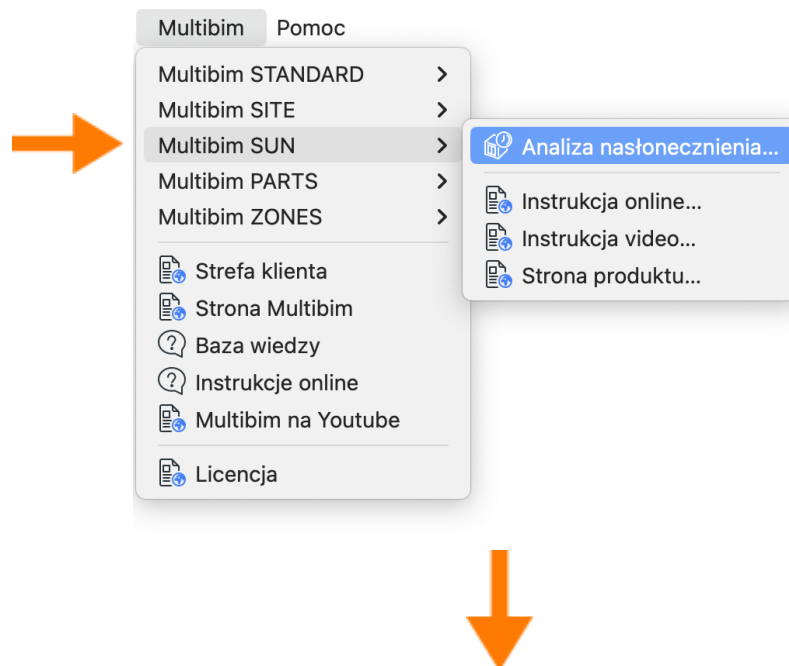 Multibim Pomoc
Multibim STANDARD
Multibim SITE
Multibim SUN
Multibim PARTS
Multibim ZONES
Strefa klienta
Strona Multibim
Baza wiedzy
Instrukcje online
Multibim na Youtube
Licencja
Analiza nasłonecznienia...
Instrukcja online...
Instrukcja video...
Strona produktu...